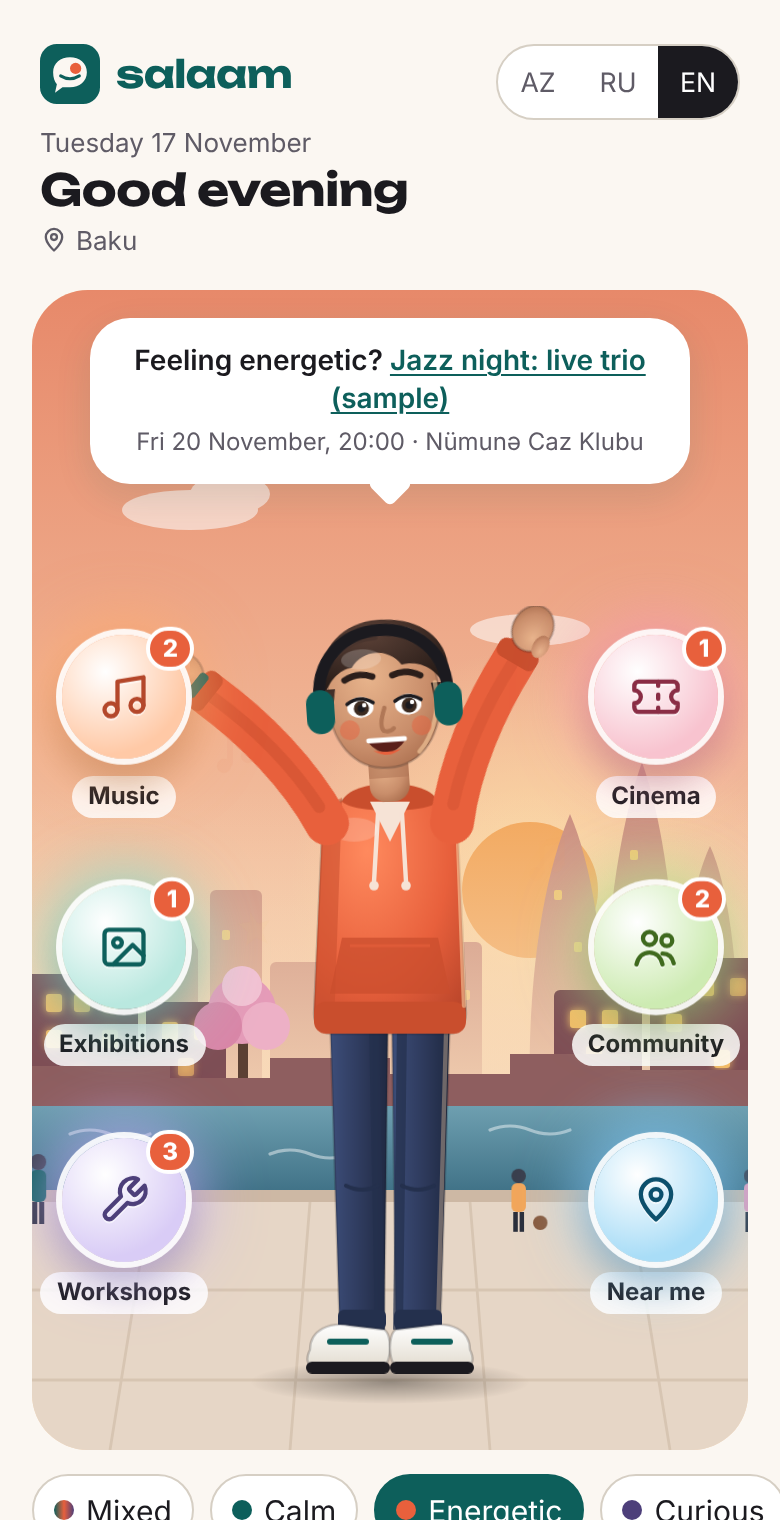 salaam
AZ RU EN
Tuesday 17 November
Good evening
Baku
Feeling energetic? Jazz night: live trio
(sample)
Fri 20 November, 20:00 · Nümunə Caz Klubu
2
1
Music
Cinema
1
2
Exhibitions
Community
3
Workshops
Near me
Mixed
Calm
Energetic
Curious